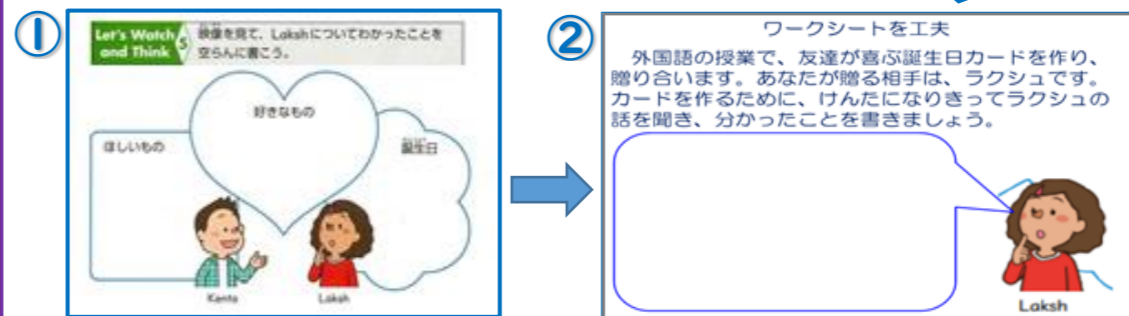 ①
Let's Watch and Think 5
映像を見て、Lakshについてわかったことを
空らんに書こう。
好きなもの
ほしいもの
誕生日
Kenta
Laksh
②
ワークシートを工夫
外国語の授業で、友達が喜ぶ誕生日カードを作り、
贈り合います。あなたが贈る相手は、ラクシュです。
カードを作るために、けんたになりきってラクシュの
話を聞き、分かったことを書きましょう。
Laksh